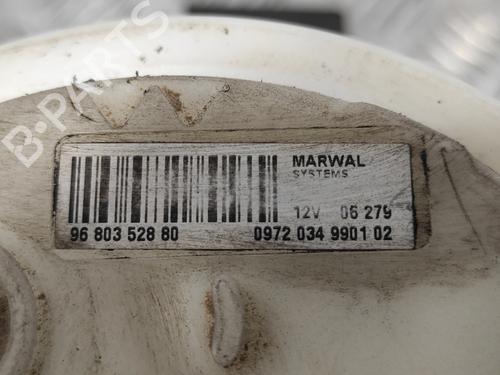 B-PARTS
MARWAL
SYSTEMS
12V 06 279
96 803 528 80 0972 034 9901 02